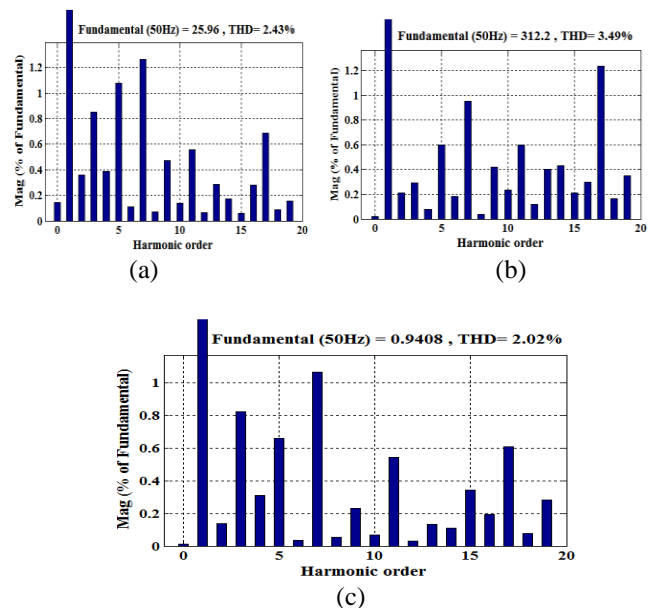 Fundamental (50Hz) = 25.96 , THD= 2.43%
Mag (% of Fundamental)
1.2
1
0.8
0.6
0.4
0.2
0
0 5 10 15 20
Harmonic order
(a)
Fundamental (50Hz) = 312.2 , THD= 3.49%
Mag (% of Fundamental)
1.2
1
0.8
0.6
0.4
0.2
0
0 5 10 15 20
Harmonic order
(b)
Fundamental (50Hz) = 0.9408 , THD= 2.02%
Mag (% of Fundamental)
1
0.8
0.6
0.4
0.2
0
0 5 10 15 20
Harmonic order
(c)